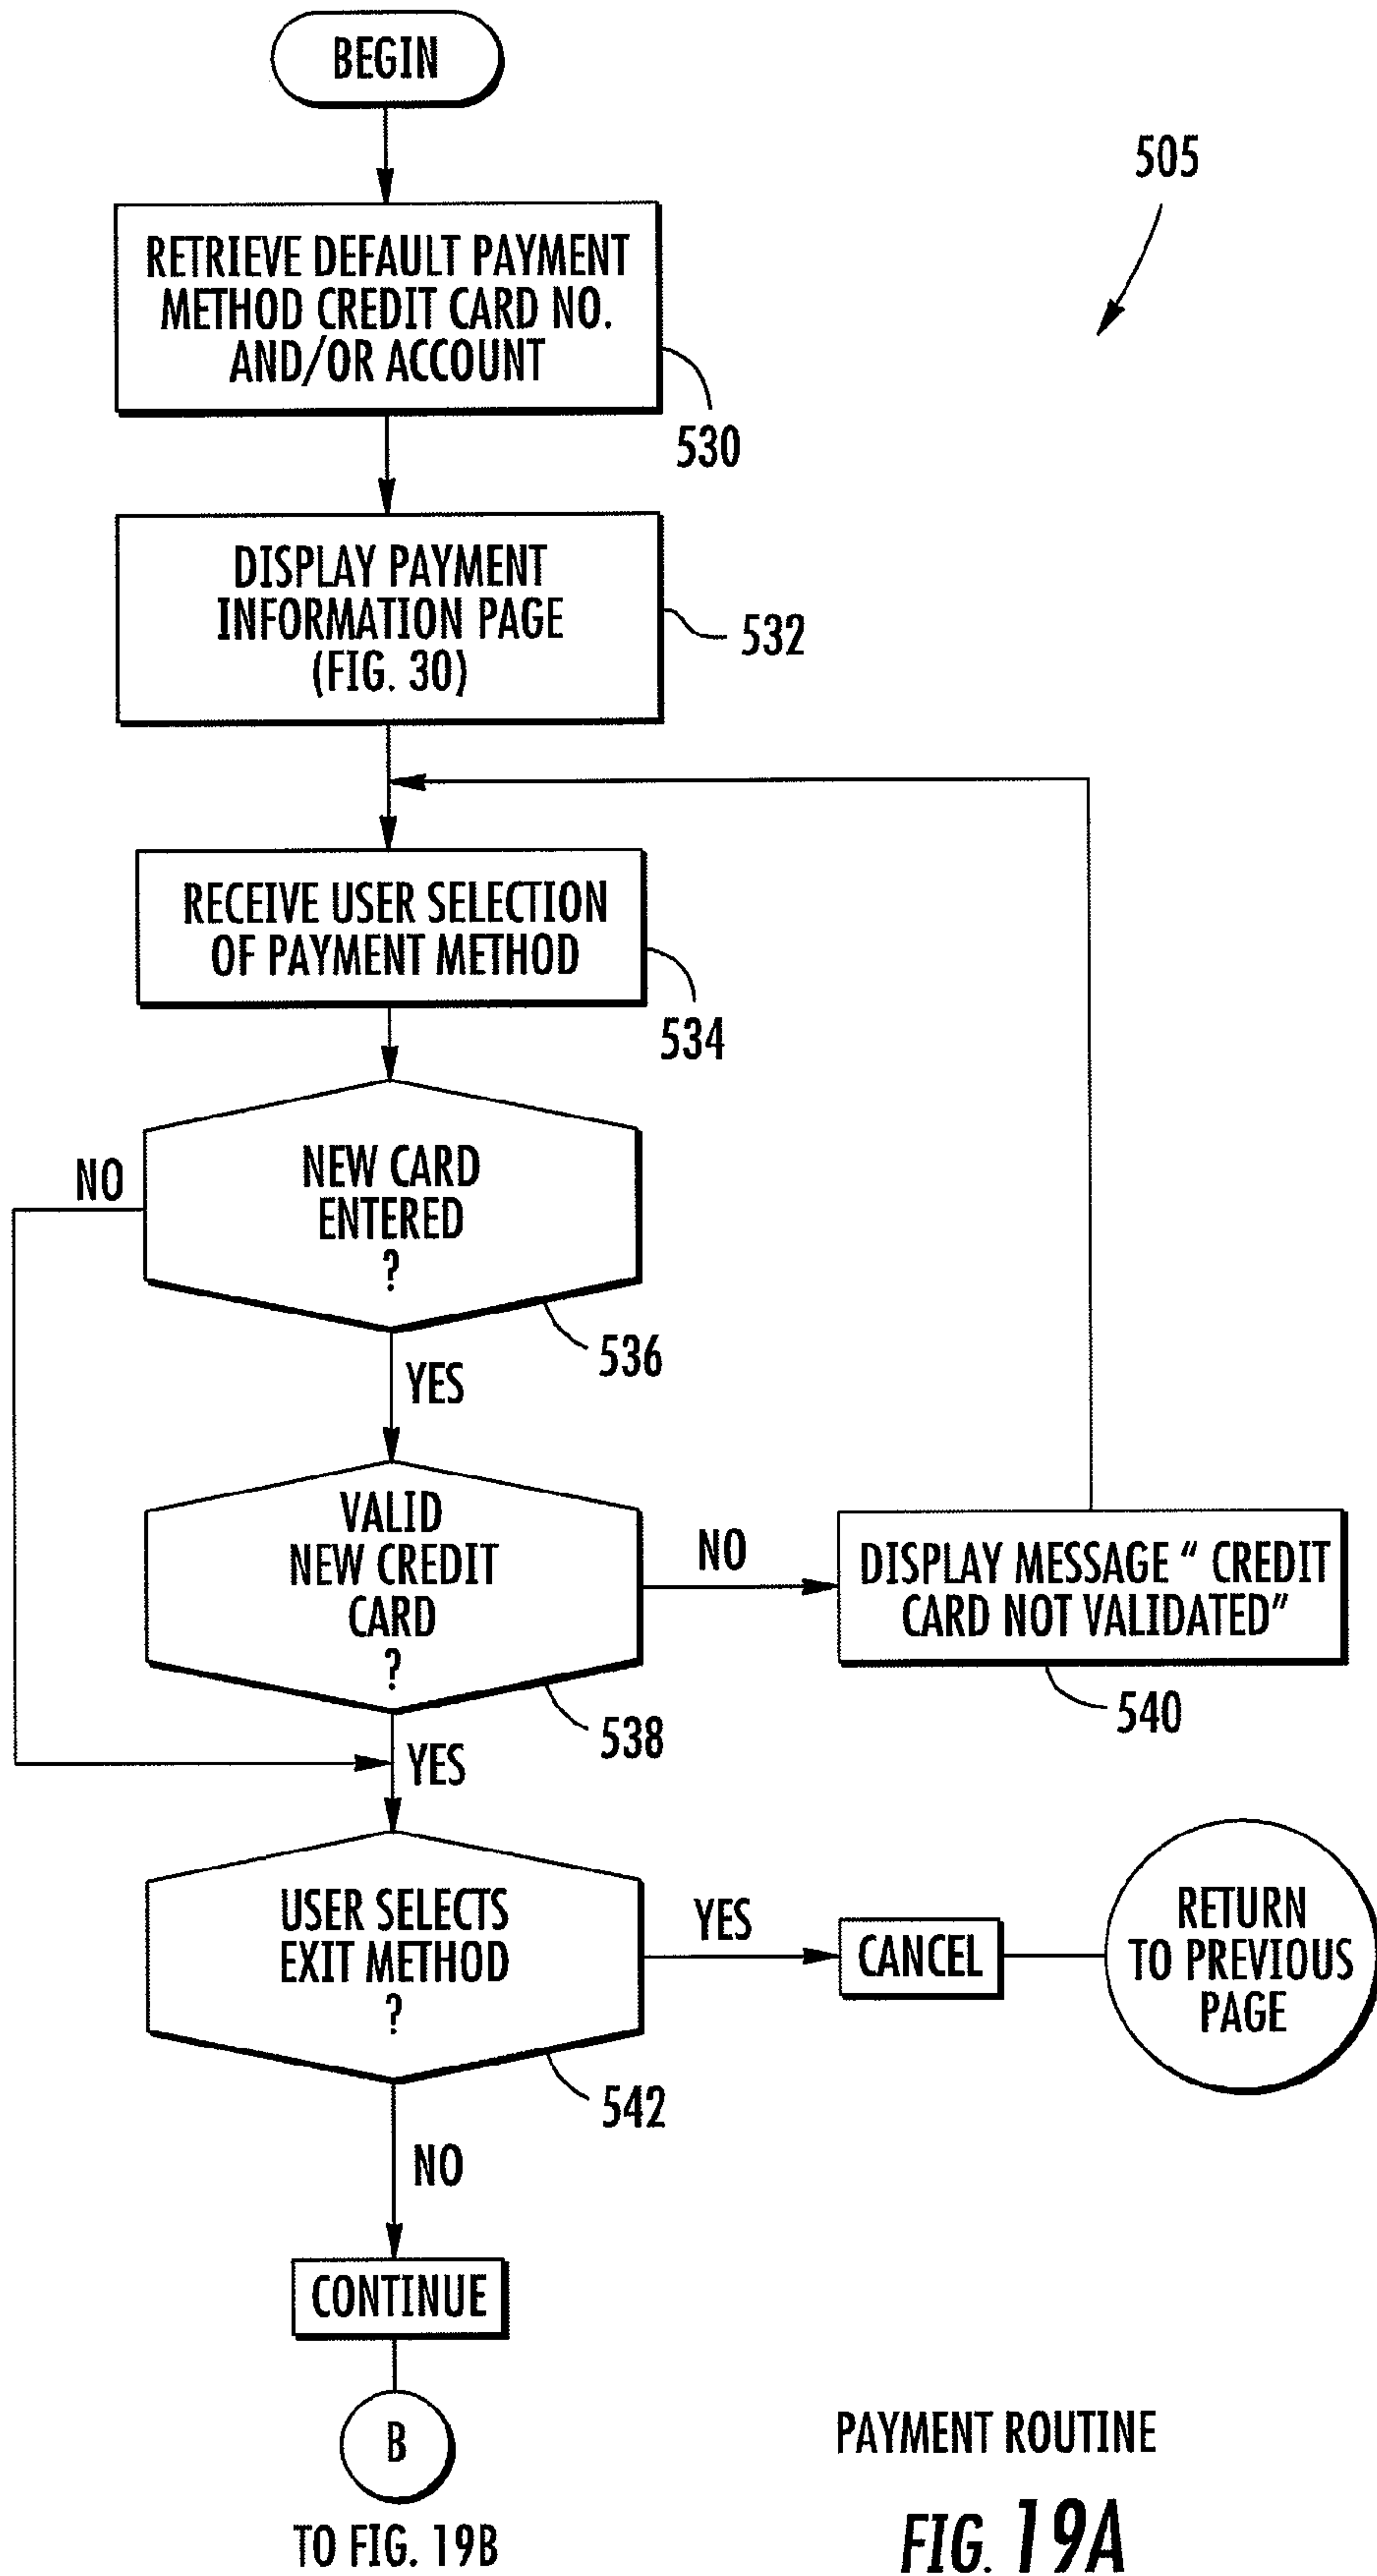 BEGIN
505
RETRIEVE DEFAULT PAYMENT
METHOD CREDIT CARD NO.
AND/OR ACCOUNT
530
DISPLAY PAYMENT
INFORMATION PAGE
(FIG. 30)
532
RECEIVE USER SELECTION
OF PAYMENT METHOD
534
NO
NEW CARD
ENTERED
?
536
YES
VALID
NEW CREDIT
CARD
?
NO
DISPLAY MESSAGE “ CREDIT
CARD NOT VALIDATED”
538
540
YES
USER SELECTS
EXIT METHOD
?
YES
CANCEL
RETURN
TO PREVIOUS
PAGE
542
NO
CONTINUE
B
TO FIG. 19B
PAYMENT ROUTINE
FIG. 19A